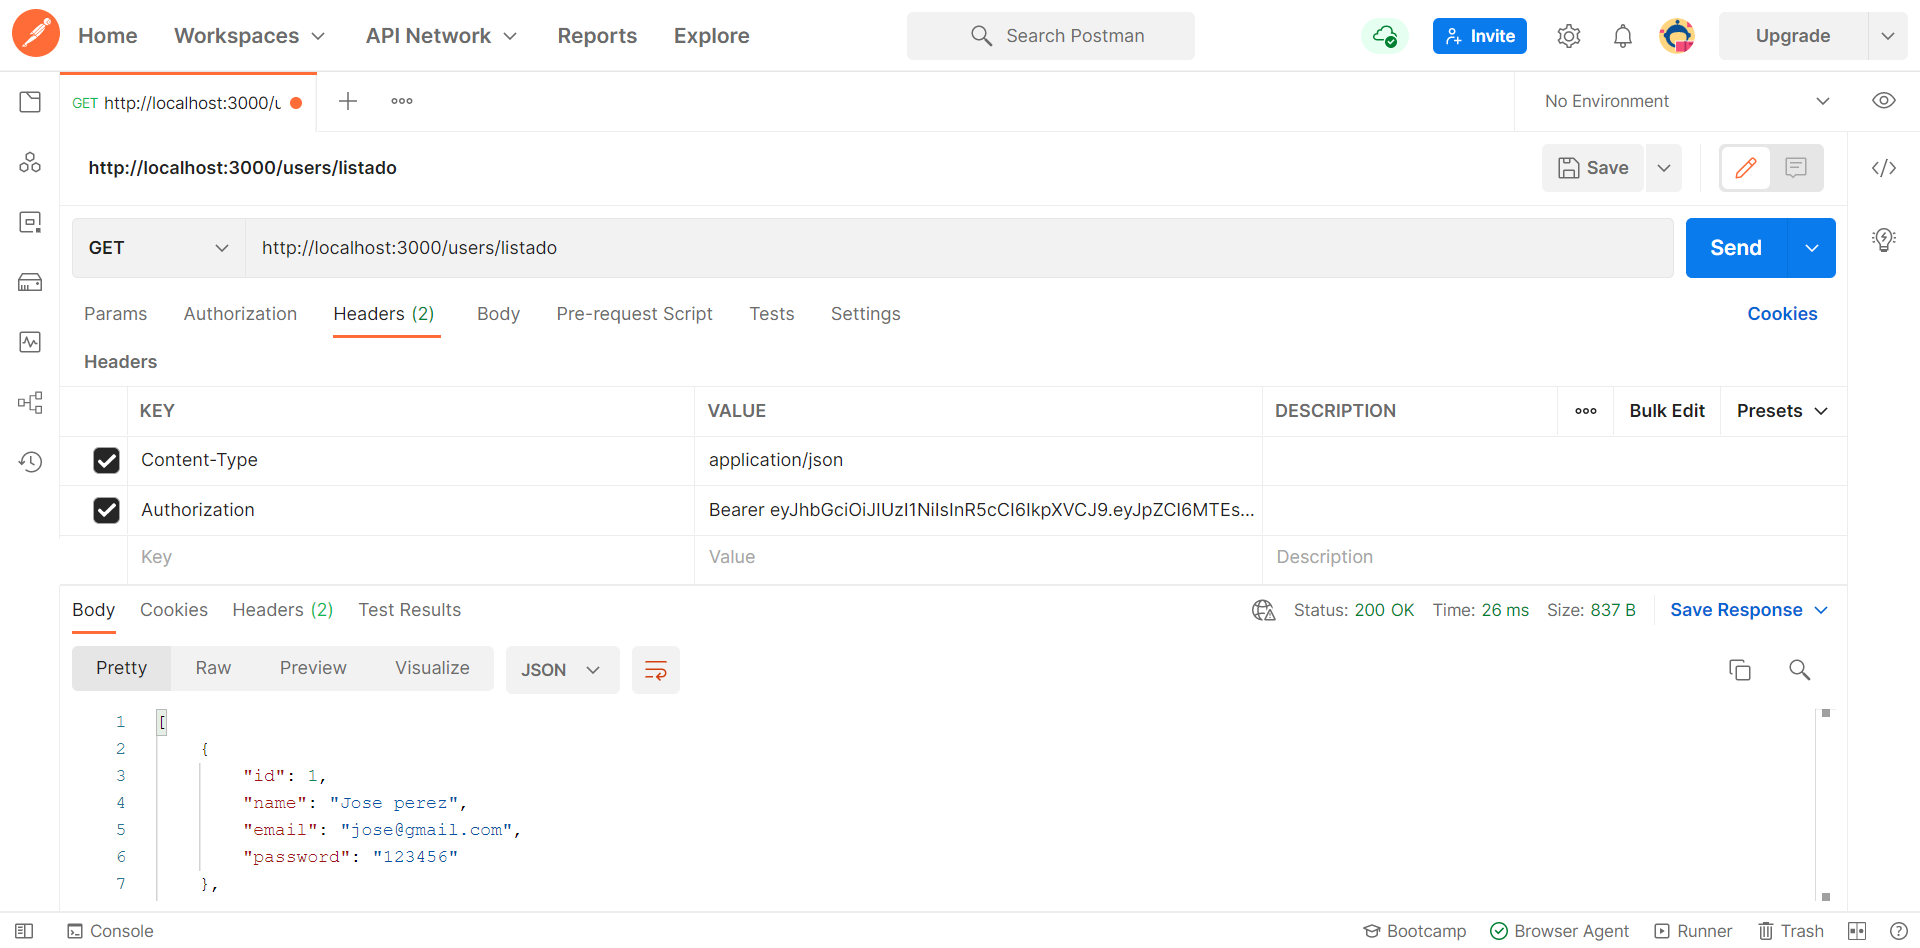 Home Workspaces API Network Reports Explore Search Postman Invite Upgrade
GET http://localhost:3000/u No Environment
http://localhost:3000/users/listado Save
GET http://localhost:3000/users/listado Send
Params Authorization Headers (2) Body Pre-request Script Tests Settings Cookies
Headers
KEY VALUE DESCRIPTION Bulk Edit Presets
Content-Type application/json
Authorization Bearer eyJhbGciOiJIUzI1NiIsInR5cCI6IkpXVCJ9.eyJpZCI6MTEs...
Key Value Description
Body Cookies Headers (2) Test Results Status: 200 OK Time: 26 ms Size: 837 B Save Response
Pretty Raw Preview Visualize JSON
1 [
2 {
3 "id": 1,
4 "name": "Jose perez",
5 "email": "jose@gmail.com",
6 "password": "123456"
7 },
Console Bootcamp Browser Agent Runner Trash